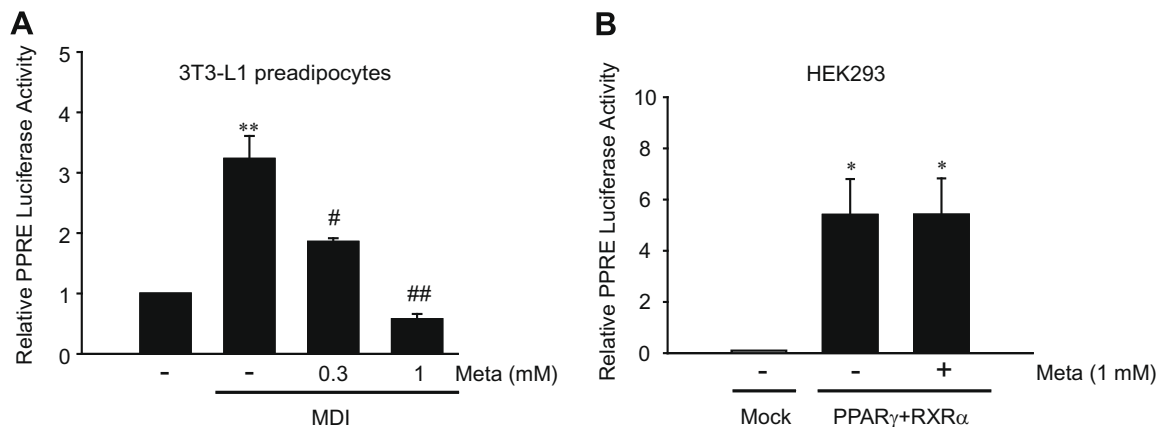 A
3T3-L1 preadipocytes
Relative PPRE Luciferase Activity
5
4
3
2
1
0
**
#
##
- - 0.3 1 Meta (mM)
MDI
B
HEK293
Relative PPRE Luciferase Activity
10
8
6
4
2
0
*
*
- - + Meta (1 mM)
Mock PPARγ+RXRα